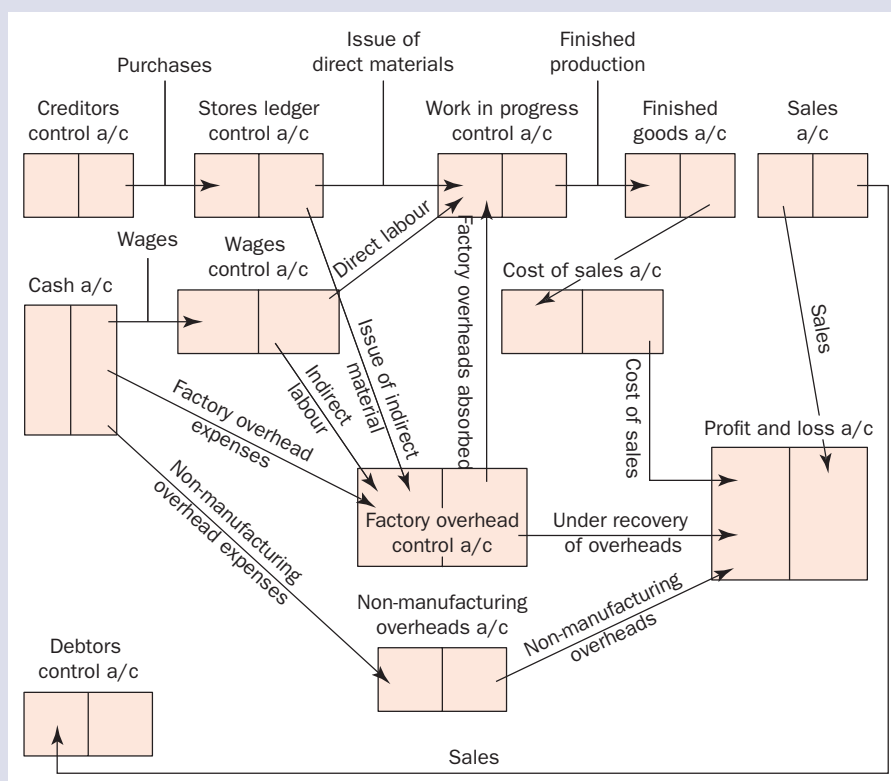 Issue of
direct materials
Finished
production
Purchases
Creditors
control a/c
Stores ledger
control a/c
Work in progress
control a/c
Finished
goods a/c
Sales
a/c
Wages
Wages
control a/c
Direct labour
Factory overheads absorbed
Cost of sales a/c
Cash a/c
Issue of indirect
material
Indirect
labour
Sales
Cost of sales
Factory overhead
expenses
Profit and loss a/c
Non-manufacturing
overhead expenses
Factory overhead
control a/c
Under recovery
of overheads
Non-manufacturing
overheads a/c
Non-manufacturing
overheads
Debtors
control a/c
Sales